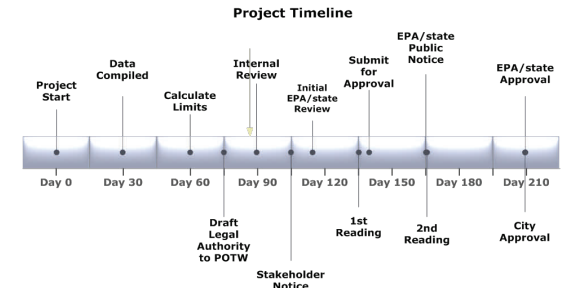 Project Timeline
Project
Start
Data
Compiled
Calculate
Limits
Internal
Review
Initial
EPA/state
Review
Submit
for
Approval
EPA/state
Public
Notice
EPA/state
Approval
Day 0
Day 30
Day 60
Day 90
Day 120
Day 150
Day 180
Day 210
Draft
Legal
Authority
to POTW
Stakeholder
Notice
1st
Reading
2nd
Reading
City
Approval